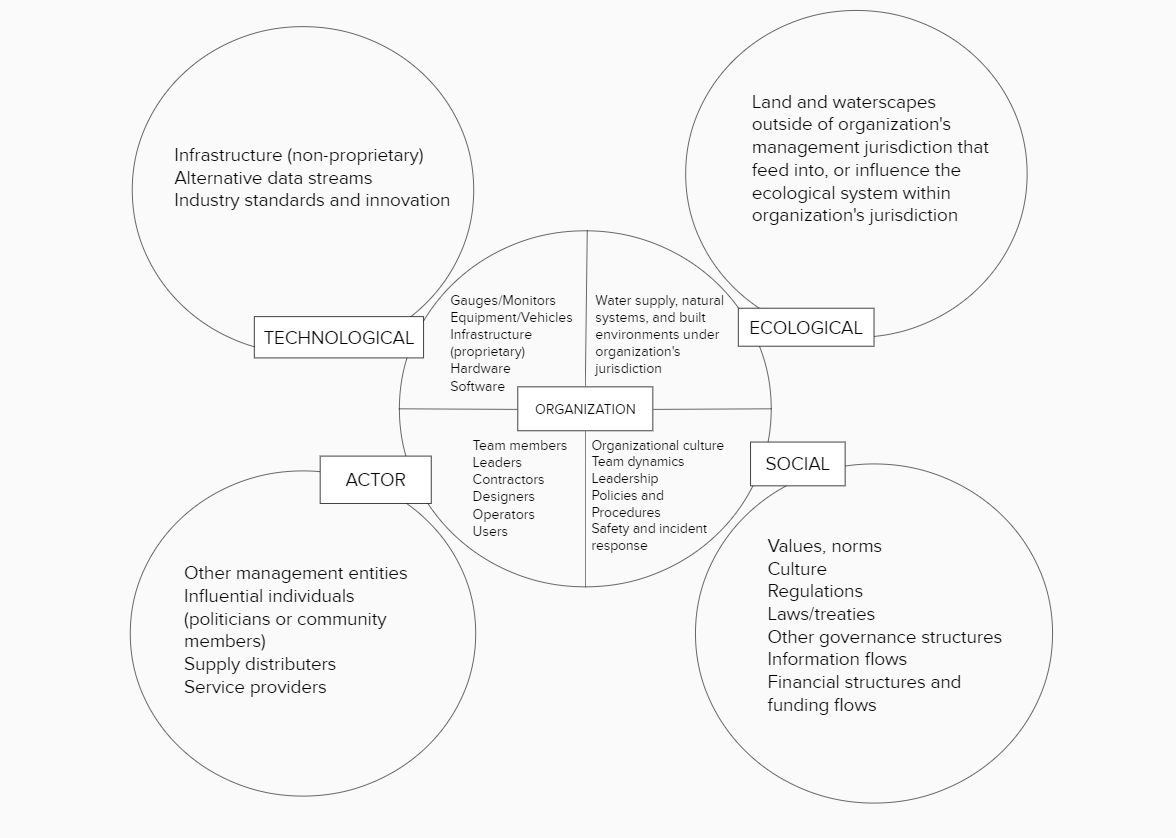 Infrastructure (non-proprietary)
Alternative data streams
Industry standards and innovation
TECHNOLOGICAL
Land and waterscapes
outside of organization's
management jurisdiction that
feed into, or influence the
ecological system within
organization's jurisdiction
ECOLOGICAL
Gauges/Monitors
Equipment/Vehicles
Infrastructure
(proprietary)
Hardware
Software
Water supply, natural
systems, and built
environments under
organization's
jurisdiction
ORGANIZATION
Team members
Leaders
Contractors
Designers
Operators
Users
Organizational culture
Team dynamics
Leadership
Policies and
Procedures
Safety and incident
response
ACTOR
Other management entities
Influential individuals
(politicians or community
members)
Supply distributers
Service providers
SOCIAL
Values, norms
Culture
Regulations
Laws/treaties
Other governance structures
Information flows
Financial structures and
funding flows